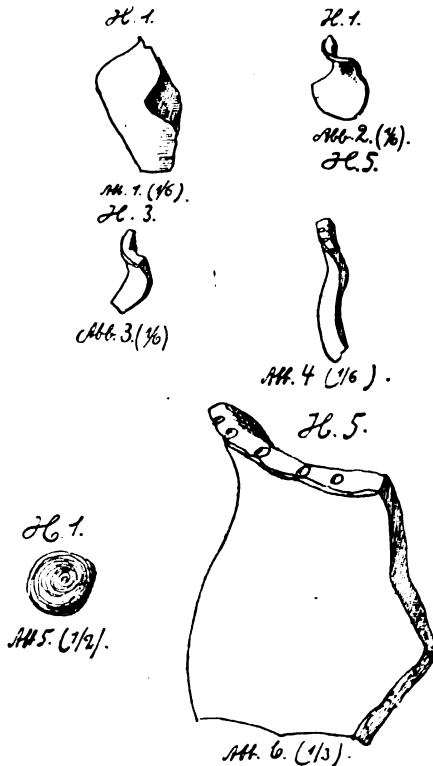 H. 1.
H. 1.
Abb. 1. (1/6).
Abb. 2. (1/6).
H. 3.
H. 5.
Abb. 3. (1/6)
Abb. 4 (1/6).
H. 5.
H. 1.
Abb. 5. (1/2).
Abb. 6. (1/3).